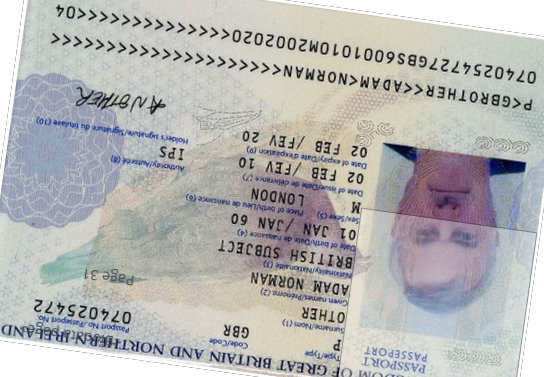 DOM OF GREAT BRITAIN AND NORTHERN IRELAND
PASSPORT
PASSEPORT
Type/Type
P
Code/Code
GBR
Passport No./Passeport No.
074025472
Surname/Nom (1)
OTHER
Given names/Prénoms (2)
ADAM NORMAN
Nationality/Nationalité (3)
BRITISH SUBJECT
Date of birth/Date de naissance (4)
01 JAN /JAN 60
Sex/Sexe (5)
M
Place of birth/Lieu de naissance (6)
LONDON
Date of issue/Date de délivrance (7)
02 FEB /FEV 10
Authority/Autorité (8)
IPS
Date of expiry/Date d'expiration (9)
02 FEB /FEV 20
Holder's signature/Signature du titulaire (10)
A N OTHER
Page 31
P<GBROTHER<<ADAM<NORMAN<<<<<<<<<<<<<<<<<<<<<
0740254727GBS6001010M2002020<<<<<<<<<<<<<<04